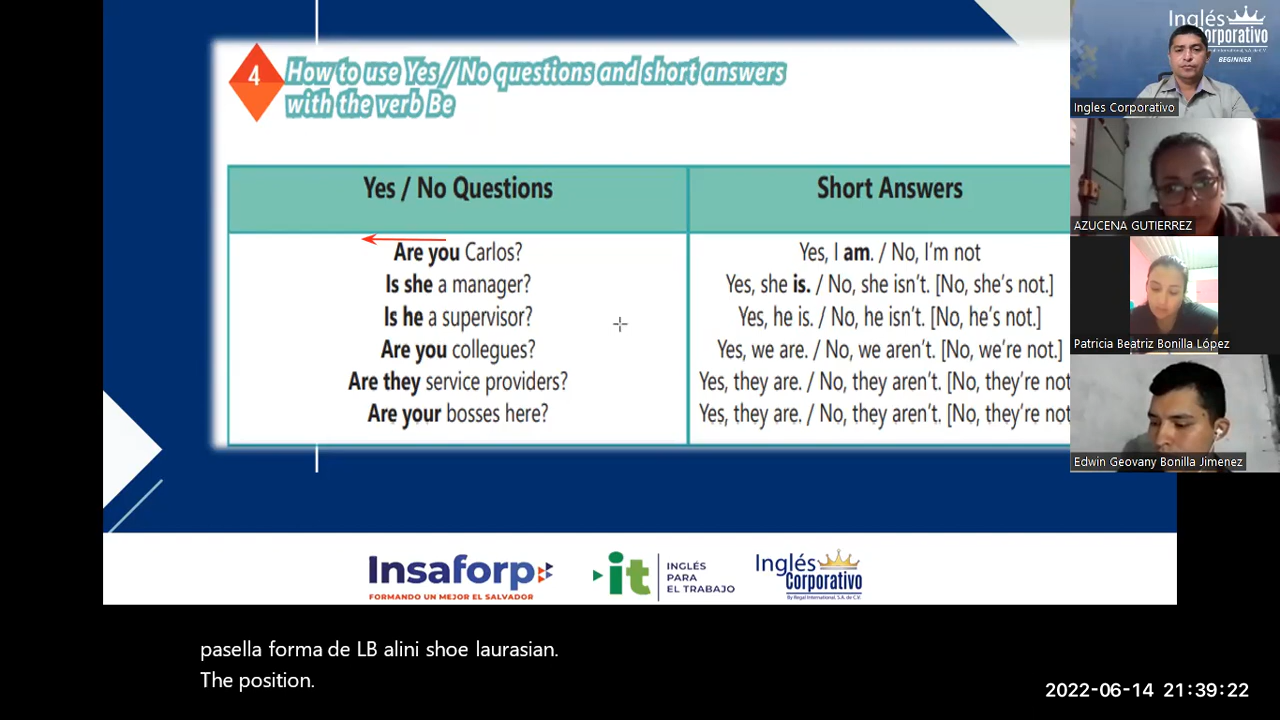 4
How to use Yes / No questions and short answers
with the verb Be
Yes / No Questions
Short Answers
Are you Carlos?
Yes, I am. / No, I'm not
Is she a manager?
Yes, she is. / No, she isn't. [No, she's not.]
Is he a supervisor?
Yes, he is. / No, he isn't. [No, he's not.]
Are you collegues?
Yes, we are. / No, we aren't. [No, we're not.]
Are they service providers?
Yes, they are. / No, they aren't. [No, they're not
Are your bosses here?
Yes, they are. / No, they aren't. [No, they're not
Insaforp
FORMANDO UN MEJOR EL SALVADOR
it
INGLÉS
PARA
EL TRABAJO
Inglés
Corporativo
By Regal International, S.A. de C.V.
Inglés
Corporativo
BEGINNER
Ingles Corporativo
AZUCENA GUTIERREZ
Patricia Beatriz Bonilla López
Edwin Geovany Bonilla Jimenez
pasella forma de LB alini shoe laurasian.
The position.
2022-06-14 21:39:22